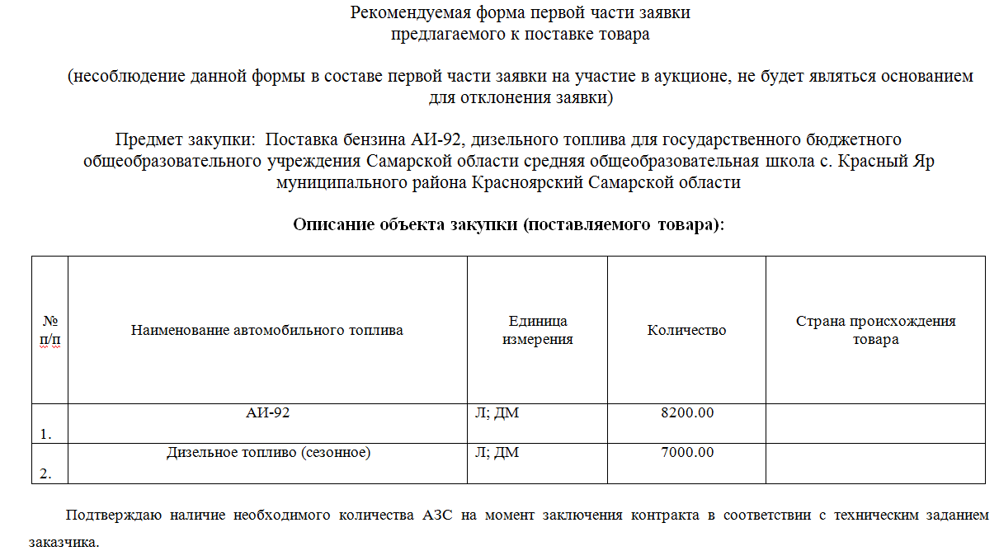 Рекомендуемая форма первой части заявки
предлагаемого к поставке товара
(несоблюдение данной формы в составе первой части заявки на участие в аукционе, не будет являться основанием
для отклонения заявки)
Предмет закупки: Поставка бензина АИ-92, дизельного топлива для государственного бюджетного
общеобразовательного учреждения Самарской области средняя общеобразовательная школа с. Красный Яр
муниципального района Красноярский Самарской области
Описание объекта закупки (поставляемого товара):
№
п/п
Наименование автомобильного топлива
Единица
измерения
Количество
Страна происхождения
товара
1.
АИ-92
Л; ДМ
8200.00
2.
Дизельное топливо (сезонное)
Л; ДМ
7000.00
Подтверждаю наличие необходимого количества АЗС на момент заключения контракта в соответствии с техническим заданием
заказчика.